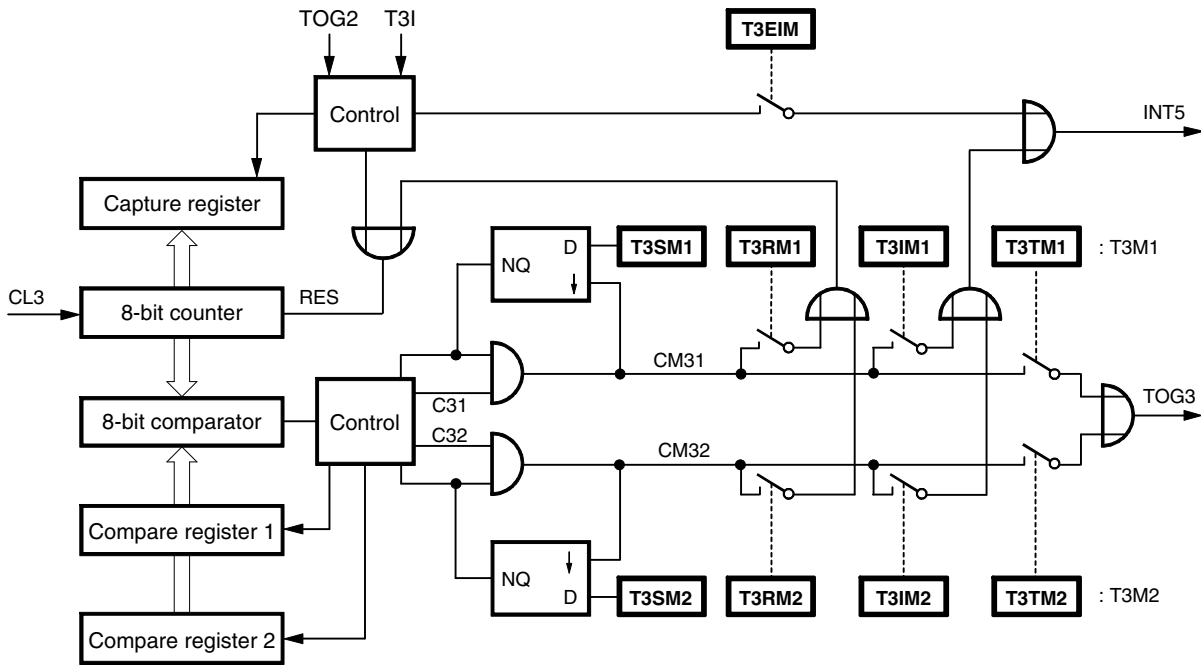 TOG2 T3I
T3EIM
Control
INT5
Capture register
D T3SM1 T3RM1 T3IM1 T3TM1 : T3M1
NQ
CL3 8-bit counter RES
CM31
C31
8-bit comparator Control TOG3
C32
CM32
Compare register 1
NQ
D T3SM2 T3RM2 T3IM2 T3TM2 : T3M2
Compare register 2